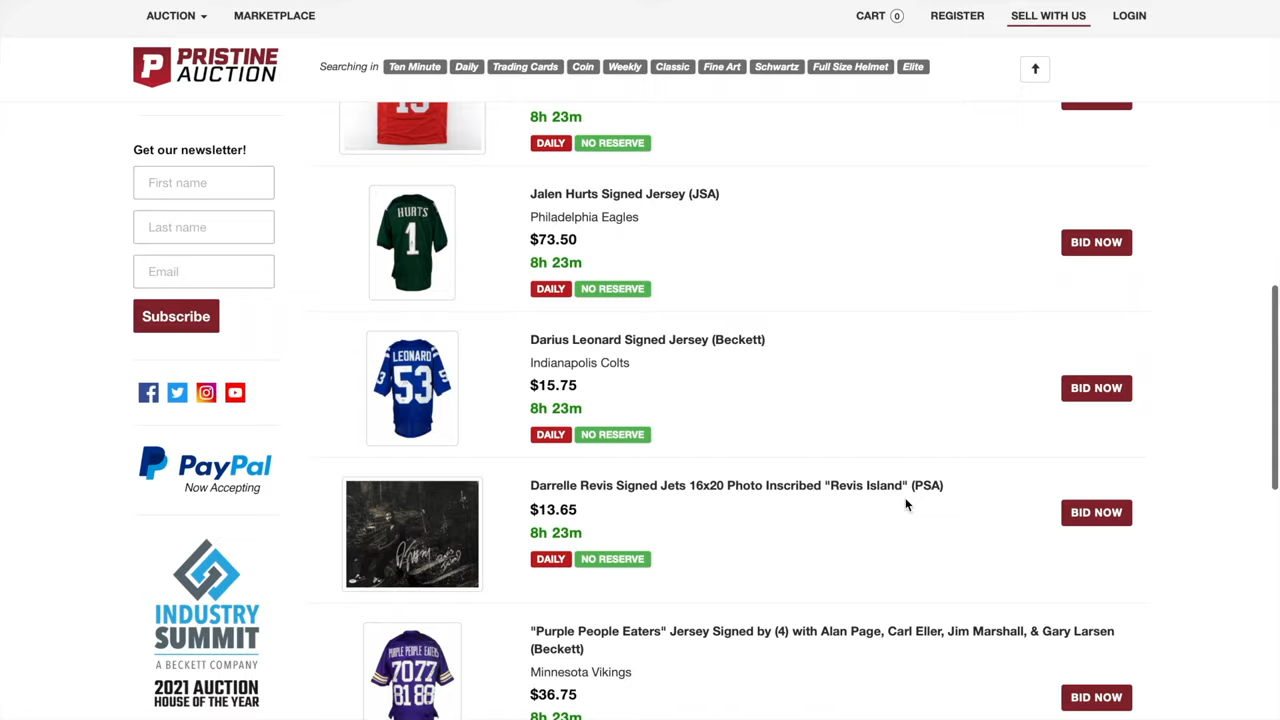 AUCTION
MARKETPLACE
CART 0
REGISTER
SELL WITH US
LOGIN
P PRISTINE
AUCTION
Searching in Ten Minute Daily Trading Cards Coin Weekly Classic Fine Art Schwartz Full Size Helmet Elite
8h 23m
DAILY NO RESERVE
Get our newsletter!
First name
Last name
Email
Subscribe
PayPal
Now Accepting
INDUSTRY
SUMMIT
A BECKETT COMPANY
2021 AUCTION
HOUSE OF THE YEAR
HURTS
1
Jalen Hurts Signed Jersey (JSA)
Philadelphia Eagles
$73.50
8h 23m
DAILY NO RESERVE
BID NOW
LEONARD
53
Darius Leonard Signed Jersey (Beckett)
Indianapolis Colts
$15.75
8h 23m
DAILY NO RESERVE
BID NOW
Darrelle Revis Signed Jets 16x20 Photo Inscribed "Revis Island" (PSA)
$13.65
8h 23m
DAILY NO RESERVE
BID NOW
PURPLE PEOPLE EATERS
7077
8188
"Purple People Eaters" Jersey Signed by (4) with Alan Page, Carl Eller, Jim Marshall, & Gary Larsen
(Beckett)
Minnesota Vikings
$36.75
8h 23m
BID NOW